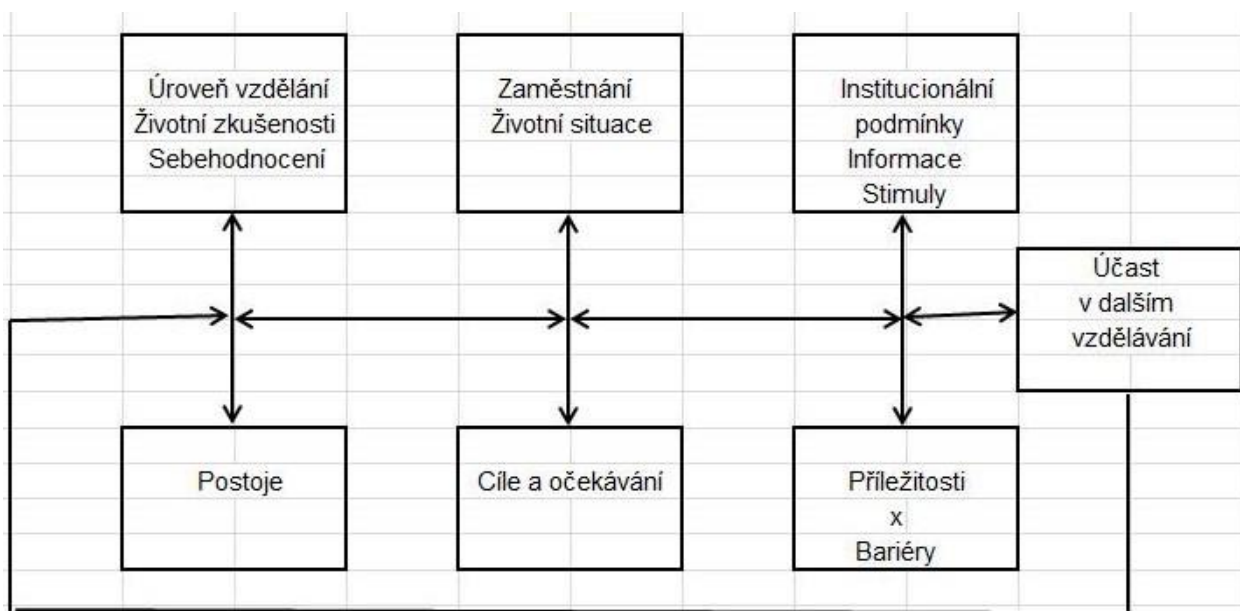 Úroveň vzdělání
Životní zkušenosti
Sebehodnocení
Zaměstnání
Životní situace
Institucionální
podmínky
Informace
Stimuly
Účast
v dalším
vzdělávání
Postoje
Cíle a očekávání
Příležitosti
x
Bariéry